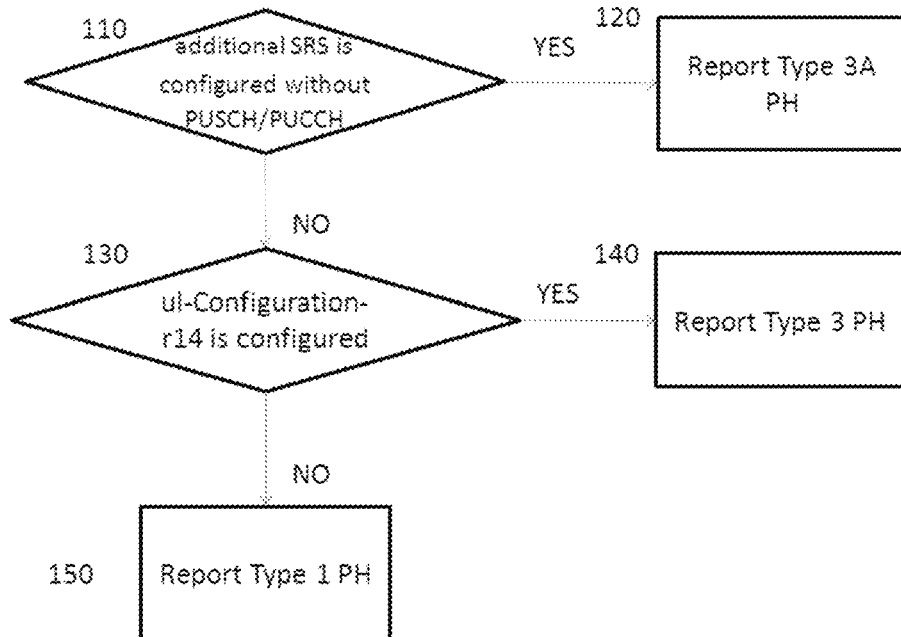 110
additional SRS is
configured without
PUSCH/PUCCH
YES
120
Report Type 3A
PH
NO
130
ul-Configuration-
r14 is configured
YES
140
Report Type 3 PH
NO
150
Report Type 1 PH